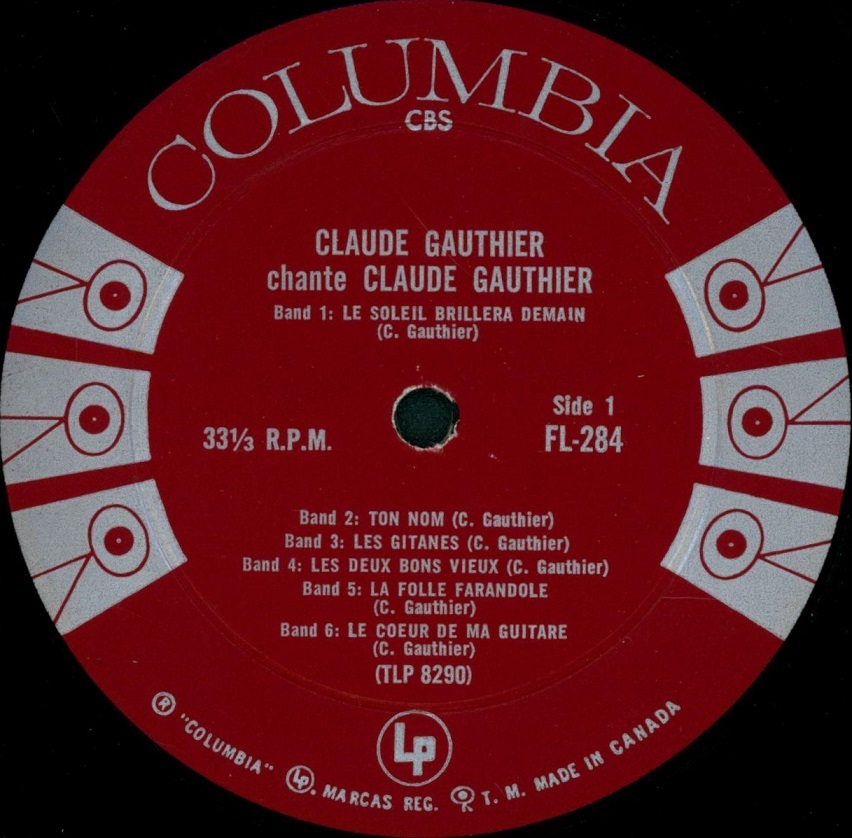 COLUMBIA
CBS
CLAUDE GAUTHIER
chante CLAUDE GAUTHIER
Band 1: LE SOLEIL BRILLERA DEMAIN
(C. Gauthier)
33⅓ R.P.M.
Side 1
FL-284
Band 2: TON NOM (C. Gauthier)
Band 3: LES GITANES (C. Gauthier)
Band 4: LES DEUX BONS VIEUX (C. Gauthier)
Band 5: LA FOLLE FARANDOLE
(C. Gauthier)
Band 6: LE COEUR DE MA GUITARE
(C. Gauthier)
(TLP 8290)
Lp
® "COLUMBIA" Lp. MARCAS REG. T. M. MADE IN CANADA